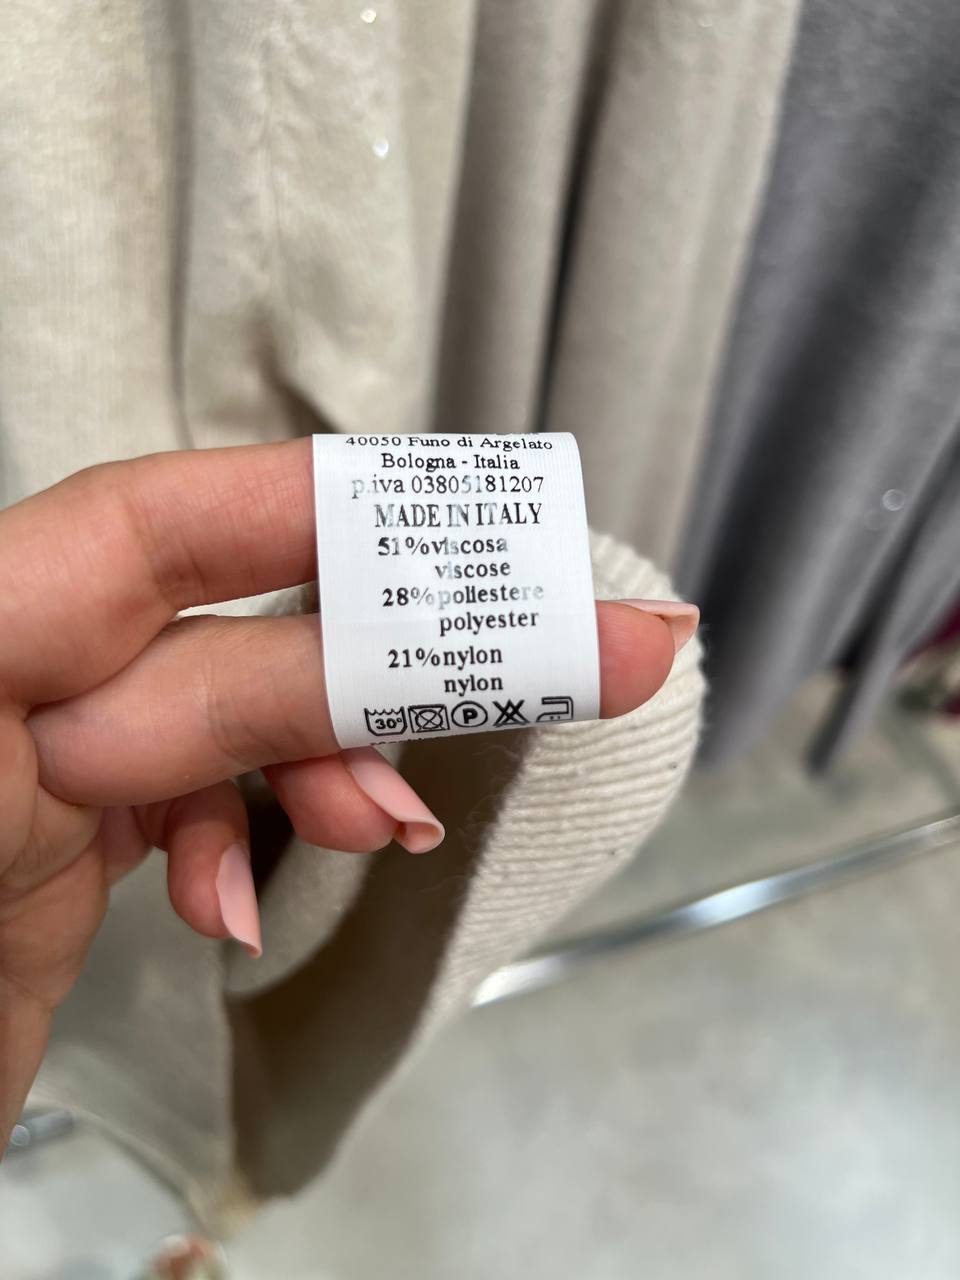 40050 Funo di Argelato
Bologna - Italia
p.iva 03805181207
MADE IN ITALY
51%viscosa
viscose
28%poliestere
polyester
21%nylon
nylon
30° P